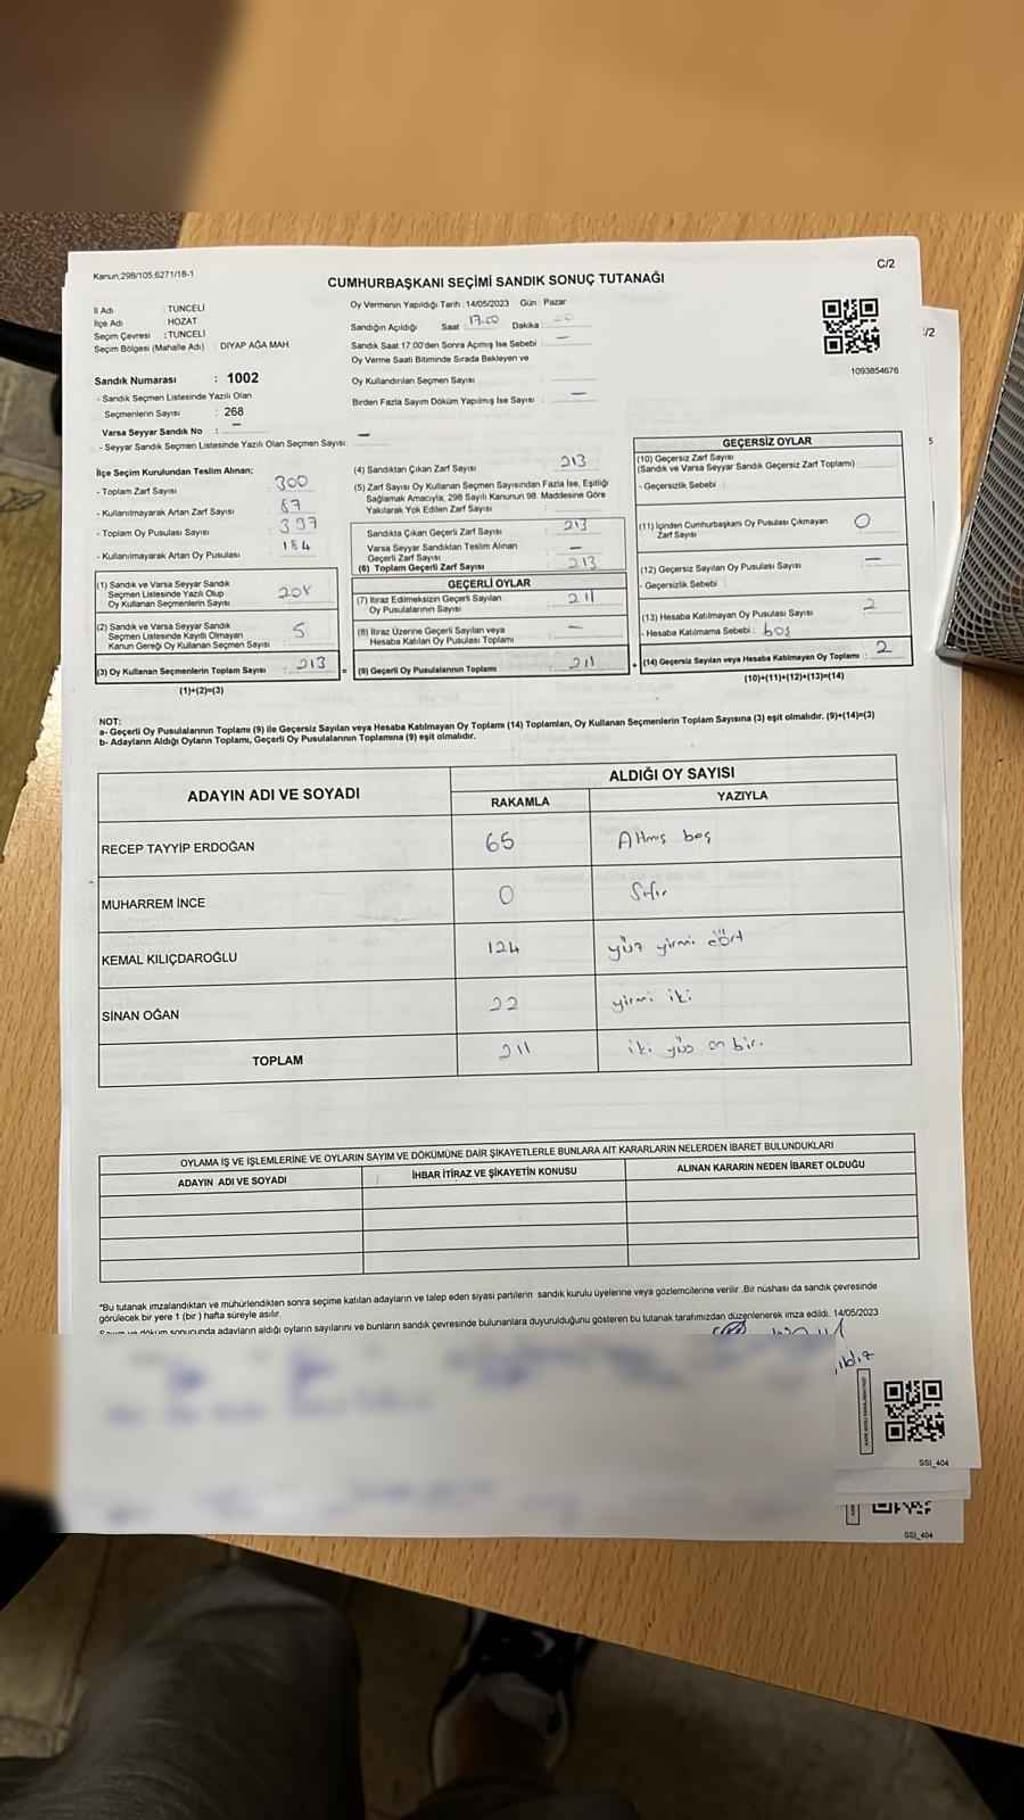 Kanun;298/105,6271/18-1
C/2
CUMHURBAŞKANI SEÇİMİ SANDIK SONUÇ TUTANAĞI
İl Adı : TUNCELİ
İlçe Adı : HOZAT
Seçim Çevresi : TUNCELİ
Seçim Bölgesi (Mahalle Adı) : DİYAP AĞA MAH.
Oy Vermenin Yapıldığı Tarih : 14/05/2023 Gün : Pazar
Sandığın Açıldığı Saat 17.00 Dakika :
Sandık Saat 17.00'den Sonra Açmış İse Sebebi : —
Oy Verme Saati Bitiminde Sırada Bekleyen ve
Oy Kullandırılan Seçmen Sayısı :
Birden Fazla Sayım Döküm Yapılmış İse Sayısı : —
1093854676
/2
5
Sandık Numarası : 1002
- Sandık Seçmen Listesinde Yazılı Olan
Seçmenlerin Sayısı : 268
Varsa Seyyar Sandık No : —
- Seyyar Sandık Seçmen Listesinde Yazılı Olan Seçmen Sayısı: —
İlçe Seçim Kurulundan Teslim Alınan;
- Toplam Zarf Sayısı : 300
- Kullanılmayarak Artan Zarf Sayısı : 87
- Toplam Oy Pusulası Sayısı : 397
- Kullanılmayarak Artan Oy Pusulası : 184
(1) Sandık ve Varsa Seyyar Sandık
Seçmen Listesinde Yazılı Olup
Oy Kullanan Seçmenlerin Sayısı : 208
(2) Sandık ve Varsa Seyyar Sandık
Seçmen Listesinde Kayıtlı Olmayan
Kanun Gereği Oy Kullanan Seçmen Sayısı : 5
(3) Oy Kullanan Seçmenlerin Toplam Sayısı : 213
(1)+(2)=(3)
(4) Sandıktan Çıkan Zarf Sayısı : 213
(5) Zarf Sayısı Oy Kullanan Seçmen Sayısından Fazla İse, Eşitliği
Sağlamak Amacıyla, 298 Sayılı Kanunun 98. Maddesine Göre
Yakılarak Yok Edilen Zarf Sayısı :
Sandıkta Çıkan Geçerli Zarf Sayısı : 213
Varsa Seyyar Sandıktan Teslim Alınan
Geçerli Zarf Sayısı : —
(6) Toplam Geçerli Zarf Sayısı : 213
GEÇERLİ OYLAR
(7) İtiraz Edilmeksizin Geçerli Sayılan
Oy Pusulalarının Sayısı : 211
(8) İtiraz Üzerine Geçerli Sayılan veya
Hesaba Katılan Oy Pusulası Toplamı : —
= (9) Geçerli Oy Pusulalarının Toplamı : 211
GEÇERSİZ OYLAR
(10) Geçersiz Zarf Sayısı
(Sandık ve Varsa Seyyar Sandık Geçersiz Zarf Toplamı)
- Geçersizlik Sebebi :
(11) İçinden Cumhurbaşkanı Oy Pusulası Çıkmayan
Zarf Sayısı : 0
(12) Geçersiz Sayılan Oy Pusulası Sayısı : —
- Geçersizlik Sebebi :
(13) Hesaba Katılmayan Oy Pusulası Sayısı : 2
- Hesaba Katılmama Sebebi : boş
+ (14) Geçersiz Sayılan veya Hesaba Katılmayan Oy Toplamı : 2
(10)+(11)+(12)+(13)=(14)
NOT:
a- Geçerli Oy Pusulalarının Toplamı (9) ile Geçersiz Sayılan veya Hesaba Katılmayan Oy Toplamı (14) Toplamları, Oy Kullanan Seçmenlerin Toplam Sayısına (3) eşit olmalıdır. (9)+(14)=(3)
b- Adayların Aldığı Oyların Toplamı, Geçerli Oy Pusulalarının Toplamına (9) eşit olmalıdır.
ADAYIN ADI VE SOYADI
ALDIĞI OY SAYISI
RAKAMLA YAZIYLA
RECEP TAYYİP ERDOĞAN 65 Altmış beş
MUHARREM İNCE 0 Sıfır
KEMAL KILIÇDAROĞLU 124 yüz yirmi dört
SİNAN OĞAN 22 yirmi iki
TOPLAM 211 iki yüz on bir.
OYLAMA İŞ VE İŞLEMLERİNE VE OYLARIN SAYIM VE DÖKÜMÜNE DAİR ŞİKAYETLERLE BUNLARA AİT KARARLARIN NELERDEN İBARET BULUNDUKLARI
ADAYIN ADI VE SOYADI İHBAR İTİRAZ VE ŞİKAYETİN KONUSU ALINAN KARARIN NEDEN İBARET OLDUĞU
*Bu tutanak imzalandıktan ve mühürlendikten sonra seçime katılan adayların ve talep eden siyasi partilerin sandık kurulu üyelerine veya gözlemcilerine verilir .Bir nüshası da sandık çevresinde
görülecek bir yere 1 (bir ) hafta süreyle asılır.
Sayım ve döküm sonucunda adayların aldığı oyların sayılarını ve bunların sandık çevresinde bulunanlara duyurulduğunu gösteren bu tutanak tarafımızdan düzenlenerek imza edildi. 14/05/2023
SSI_404
SSI_404